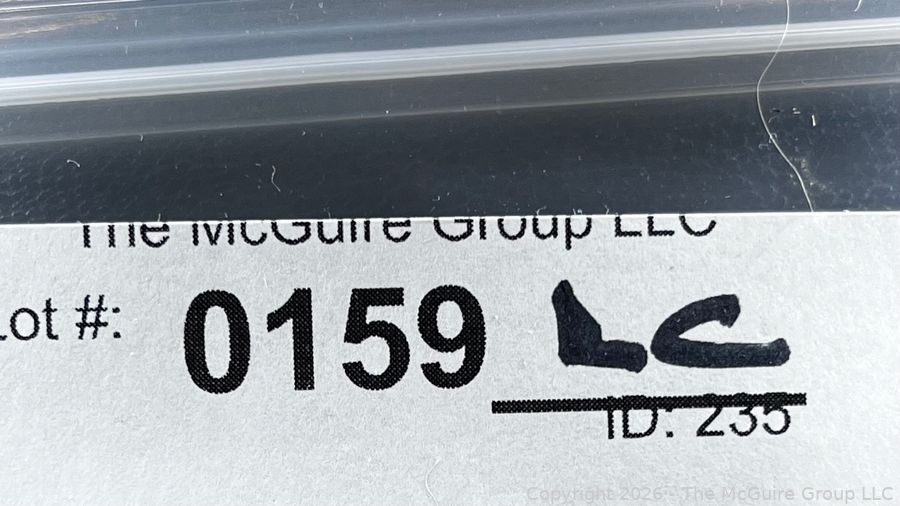 The McGuire Group LLC
Lot #: 0159 LC
ID: 235
Copyright 2026 - The McGuire Group LLC